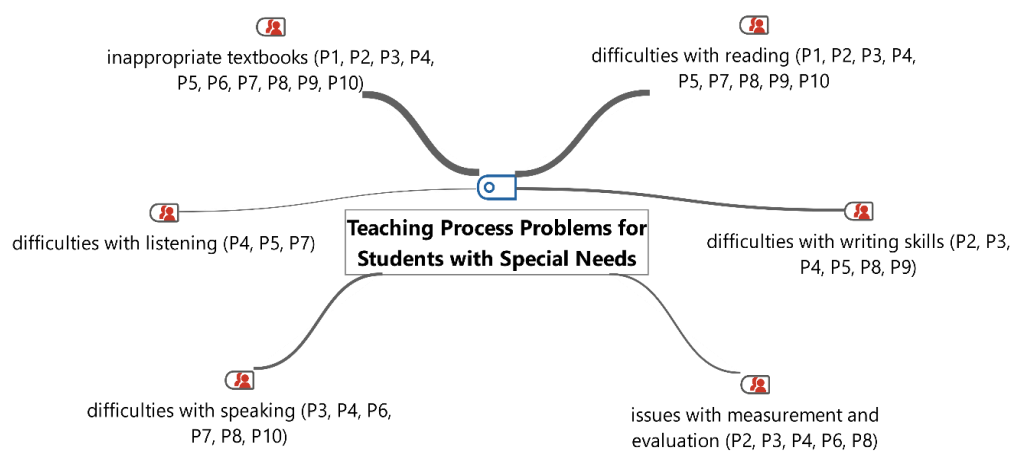 inappropriate textbooks (P1, P2, P3, P4,
P5, P6, P7, P8, P9, P10)
difficulties with reading (P1, P2, P3, P4,
P5, P7, P8, P9, P10
difficulties with listening (P4, P5, P7)
Teaching Process Problems for
Students with Special Needs
difficulties with writing skills (P2, P3,
P4, P5, P8, P9)
difficulties with speaking (P3, P4, P6,
P7, P8, P10)
issues with measurement and
evaluation (P2, P3, P4, P6, P8)